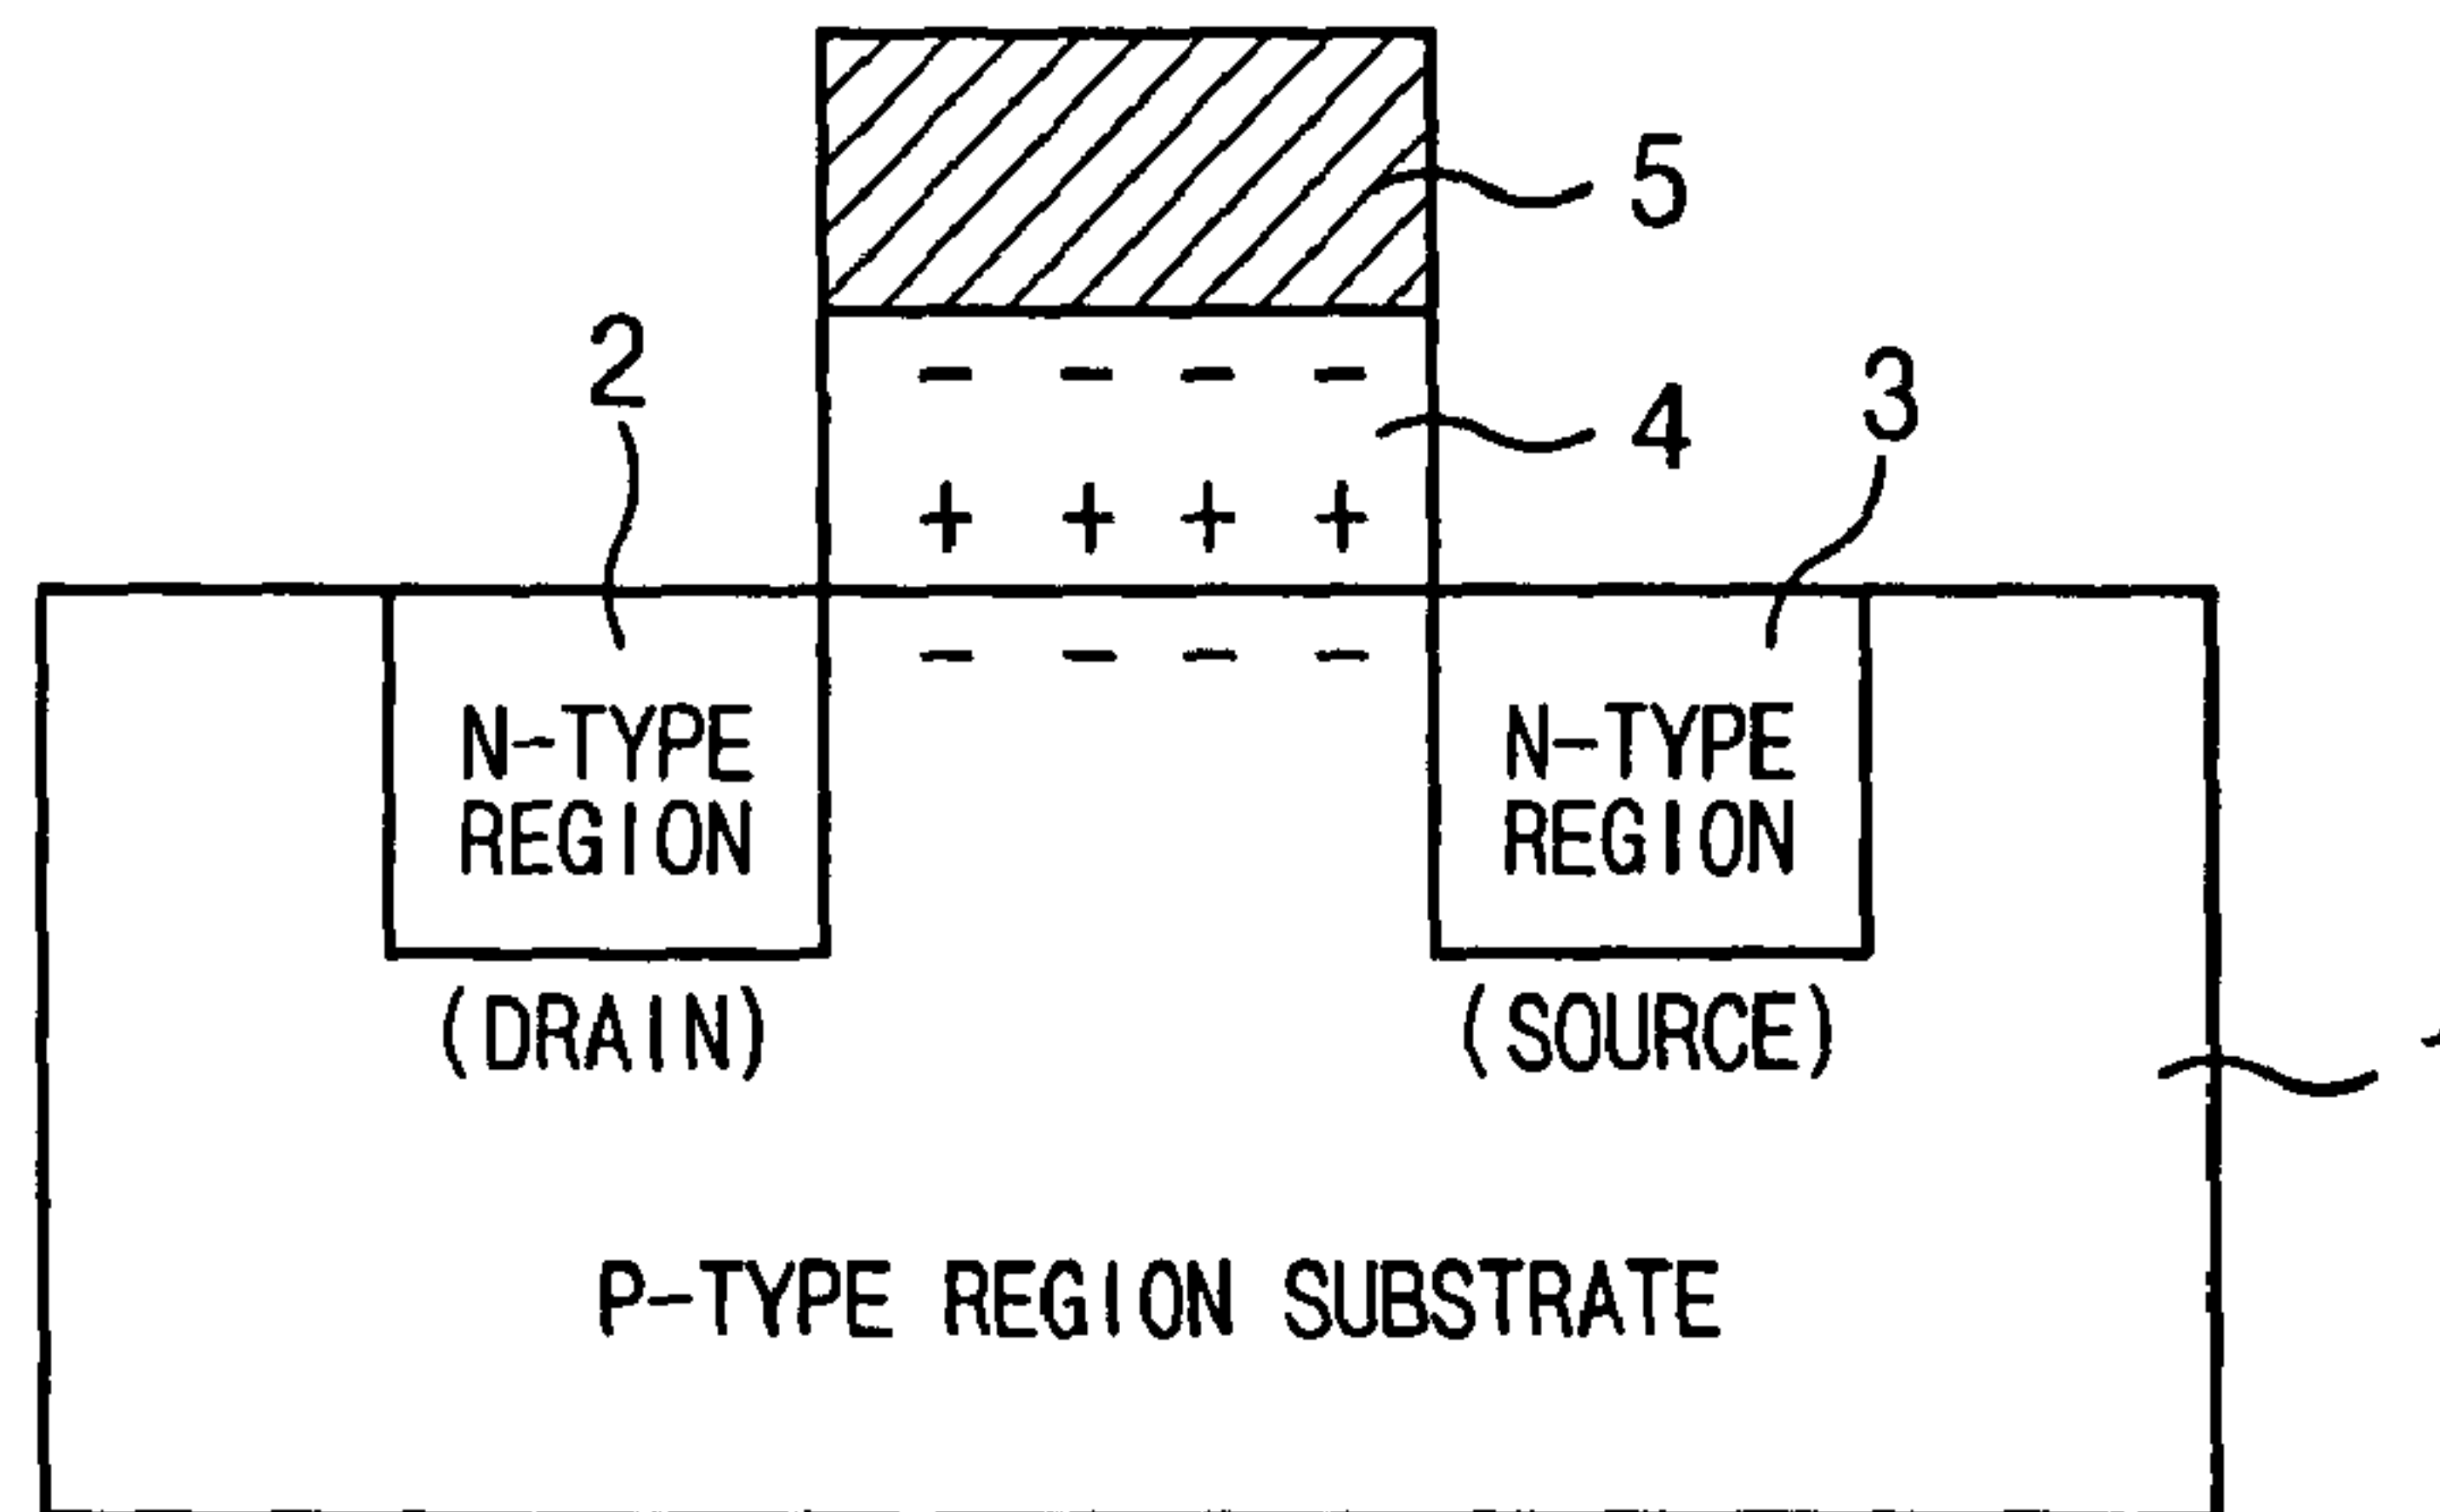 5
2
3
4
- - - -
+ + + +
- - - -
N-TYPE
REGION
N-TYPE
REGION
(DRAIN)
(SOURCE)
P-TYPE REGION SUBSTRATE